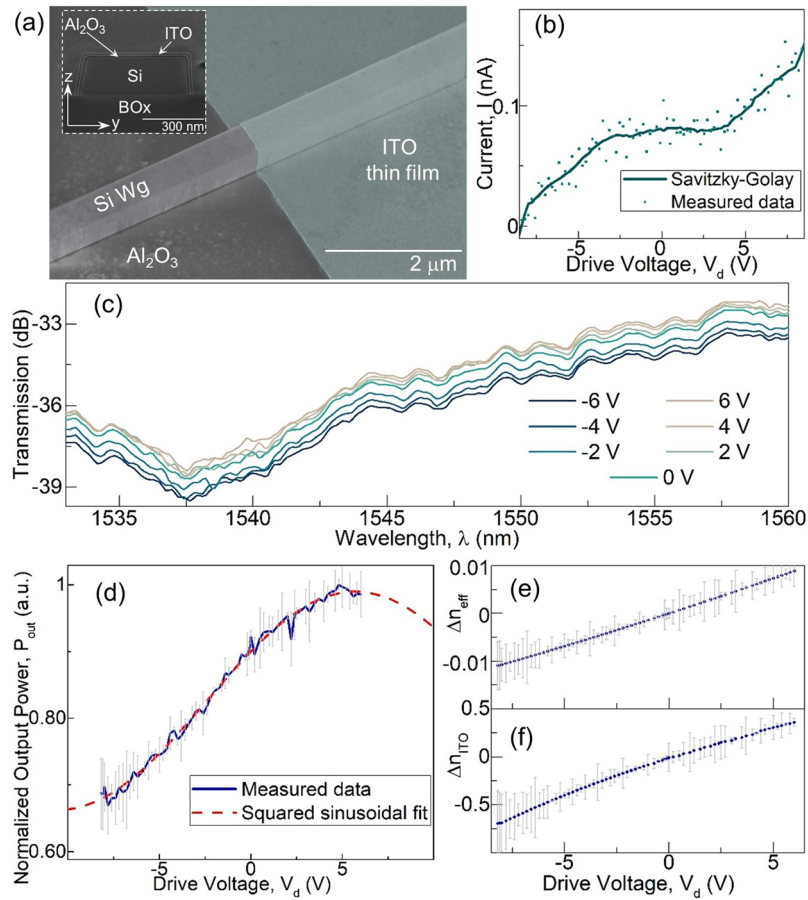 (a)
Al2O3
ITO
Si
z
BOx
y
300 nm
Si Wg
ITO
thin film
Al2O3
2 μm
(b)
Current, I (nA)
0.1
0
Savitzky-Golay
Measured data
-5 0 5
Drive Voltage, Vd (V)
(c)
Transmission (dB)
-33
-36
-39
-6 V
-4 V
-2 V
6 V
4 V
2 V
0 V
1535 1540 1545 1550 1555 1560
Wavelength, λ (nm)
(d)
Normalized Output Power, Pout (a.u.)
1
0.80
0.60
Measured data
Squared sinusoidal fit
-5 0 5
Drive Voltage, Vd (V)
(e)
Δneff
0.01
0
-0.01
(f)
ΔnITO
0.5
0
-0.5
-5 0 5
Drive Voltage, Vd (V)